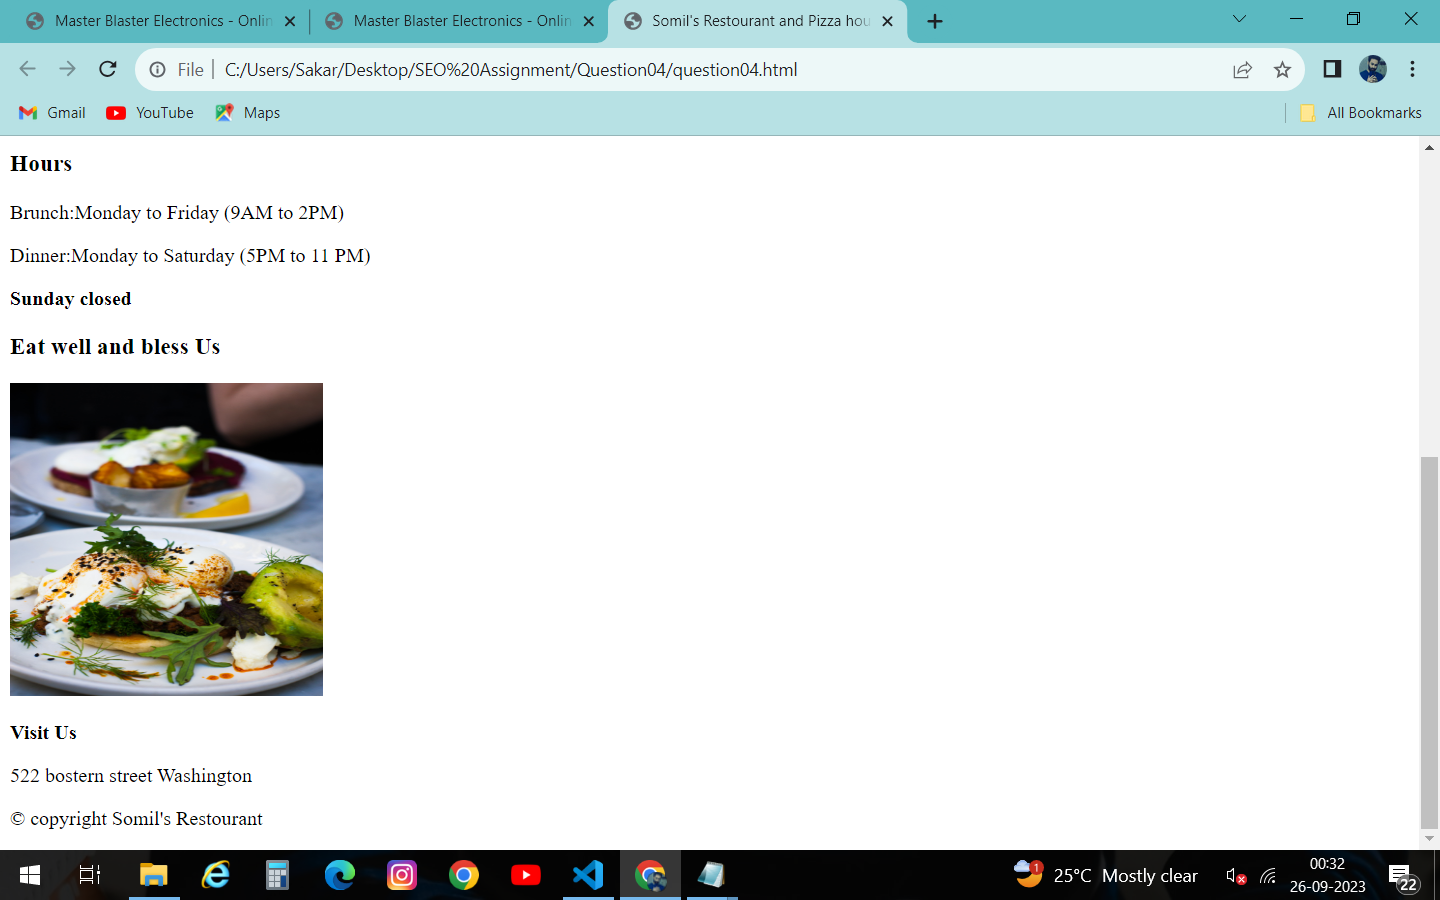 Master Blaster Electronics - Onlin
Master Blaster Electronics - Onlin
Somil's Restourant and Pizza hou
File
C:/Users/Sakar/Desktop/SEO%20Assignment/Question04/question04.html
Gmail
YouTube
Maps
All Bookmarks
Hours
Brunch:Monday to Friday (9AM to 2PM)
Dinner:Monday to Saturday (5PM to 11 PM)
Sunday closed
Eat well and bless Us
Visit Us
522 bostern street Washington
© copyright Somil's Restourant
1
25°C Mostly clear
00:32
26-09-2023
22